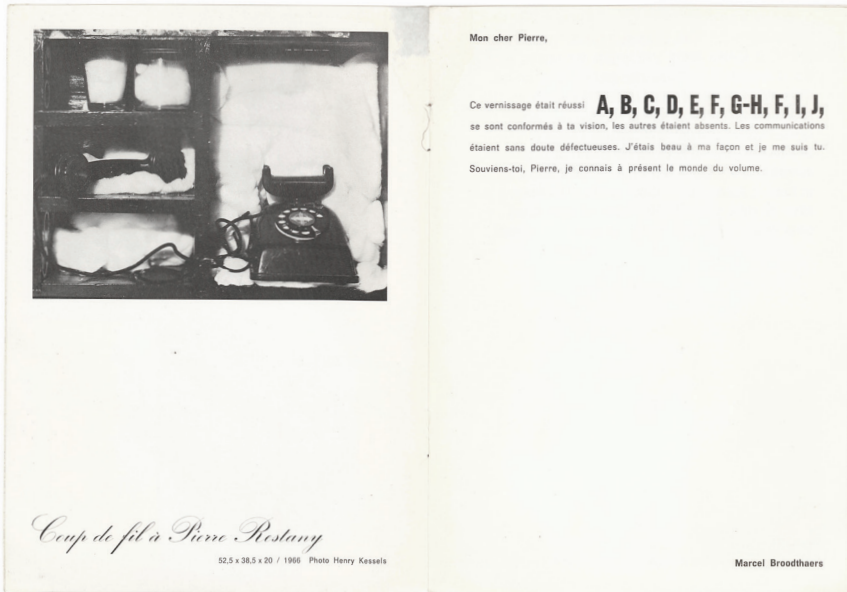 Coup de fil à Pierre Restany
52,5 x 38,5 x 20 / 1966 Photo Henry Kessels
Mon cher Pierre,
Ce vernissage était réussi A, B, C, D, E, F, G-H, F, I, J,
se sont conformés à ta vision, les autres étaient absents. Les communications
étaient sans doute défectueuses. J'étais beau à ma façon et je me suis tu.
Souviens-toi, Pierre, je connais à présent le monde du volume.
Marcel Broodthaers